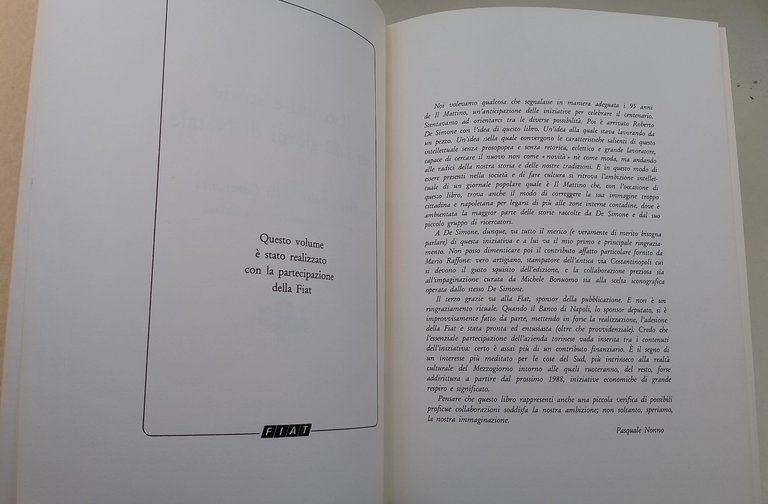 Questo volume
è stato realizzato
con la partecipazione
della Fiat
FIAT
Noi volevamo qualcosa che segnalasse in maniera adeguata i 95 anni
de Il Mattino, un'anticipazione delle iniziative per celebrare il centenario.
Stentavamo ad orientarci tra le diverse possibilità. Poi è arrivato Roberto
De Simone con l'idea di questo libro. Un'idea alla quale stava lavorando da
un pezzo. Un'idea nella quale convergono le caratteristiche salienti di questo
intellettuale senza prosopopea e senza retorica, eclettico e grande lavoratore,
capace di cercare il nuovo non come «novità» né come moda, ma andando
alle radici della nostra storia e delle nostre tradizioni. E in questo modo di
essere presenti nella società e di fare cultura si ritrova l'ambizione intellet-
tuale di un giornale popolare quale è Il Mattino che, con l'occasione di
questo libro, trova anche il modo di correggere la sua immagine troppo
cittadina e napoletana per legarsi di più alle zone interne contadine, dove è
ambientata la maggior parte delle storie raccolte da De Simone e dal suo
piccolo gruppo di ricercatori.
A De Simone, dunque, va tutto il merito (e veramente di merito bisogna
parlare) di questa iniziativa e a lui va il mio primo e principale ringrazia-
mento. Non posso dimenticare poi il contributo affatto particolare fornito da
Mario Raffone: vero artigiano, stampatore dell'antica via Costantinopoli cui
si devono il gusto squisito dell'edizione, e la collaborazione preziosa sia
all'impaginazione curata da Michele Bonuomo sia alla scelta iconografica
operata dallo stesso De Simone.
Il terzo grazie va alla Fiat, sponsor della pubblicazione. E non è un
ringraziamento rituale. Quando il Banco di Napoli, lo sponsor deputato, si è
improvvisamente fatto da parte, mettendo in forse la realizzazione, l'adesione
della Fiat è stata pronta ed entusiasta (oltre che provvidenziale). Credo che
l'essenziale partecipazione dell'azienda torinese vada inserita tra i contenuti
dell'iniziativa: certo è assai più di un contributo finanziario. È il segno di
un interesse più meditato per le cose del Sud, più intrinseco alla realtà
culturale del Mezzogiorno intorno alle quali ruoteranno, del resto, forse
addirittura a partire dal prossimo 1988, iniziative economiche di grande
respiro e significato.
Pensare che questo libro rappresenti anche una piccola verifica di possibili
proficue collaborazioni soddisfa la nostra ambizione; non soltanto, speriamo,
la nostra immaginazione.
Pasquale Nonno